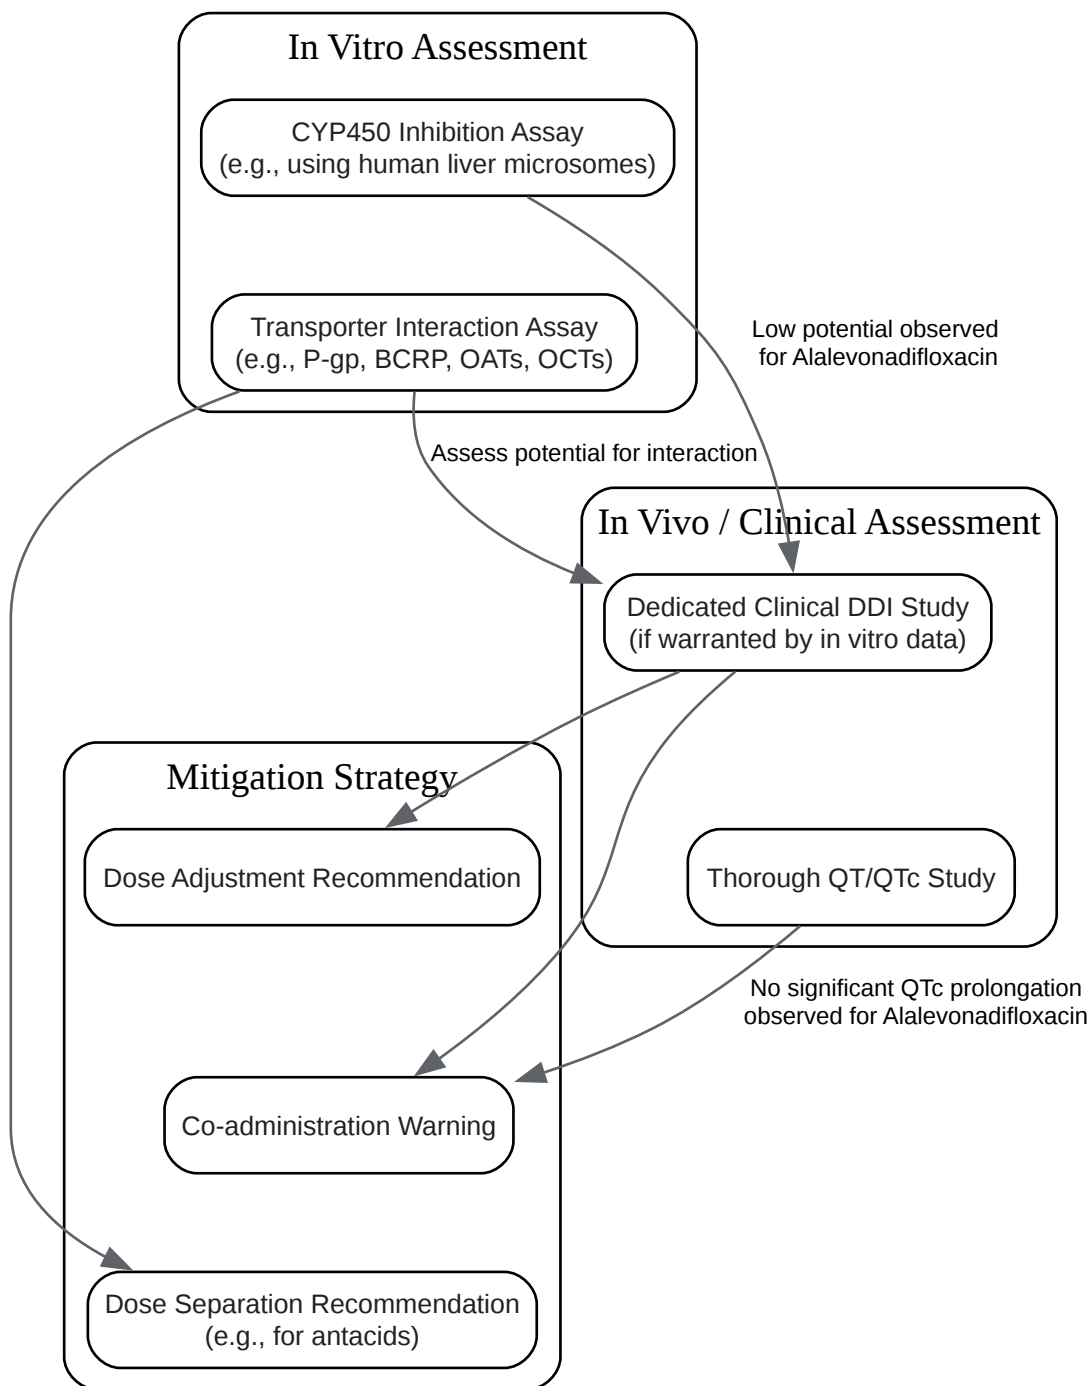 In Vitro Assessment
CYP450 Inhibition Assay
(e.g., using human liver microsomes)
Transporter Interaction Assay
(e.g., P-gp, BCRP, OATs, OCTs)
Low potential observed
for Alalevonadifloxacin
Assess potential for interaction
In Vivo / Clinical Assessment
Dedicated Clinical DDI Study
(if warranted by in vitro data)
Mitigation Strategy
Dose Adjustment Recommendation
Thorough QT/QTc Study
No significant QTc prolongation
observed for Alalevonadifloxacin
Co-administration Warning
Dose Separation Recommendation
(e.g., for antacids)